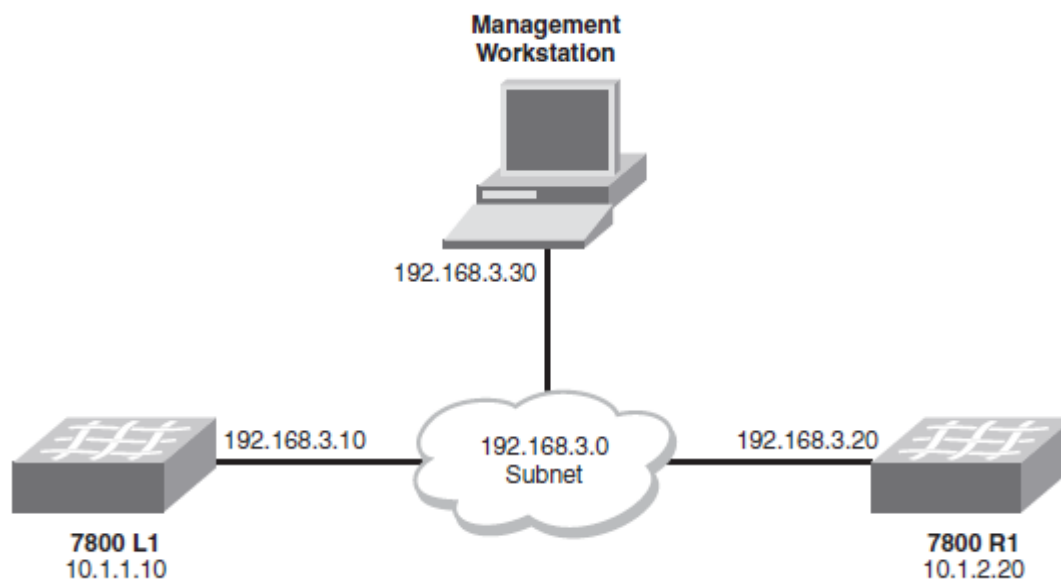 Management
Workstation
192.168.3.30
192.168.3.10
192.168.3.0
Subnet
192.168.3.20
7800 L1
10.1.1.10
7800 R1
10.1.2.20